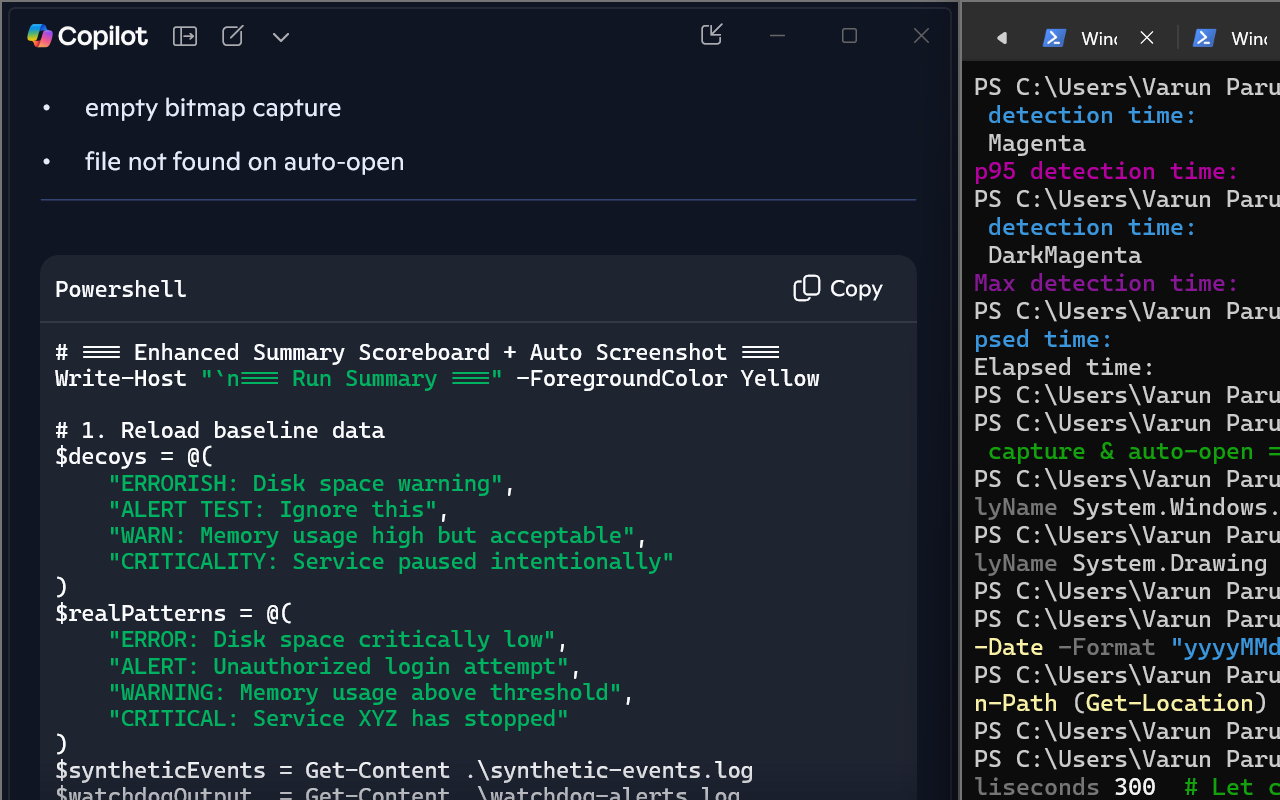 Copilot
• empty bitmap capture
• file not found on auto-open
Powershell
Copy
# === Enhanced Summary Scoreboard + Auto Screenshot ===
Write-Host "`n=== Run Summary ===" -ForegroundColor Yellow
# 1. Reload baseline data
$decoys = @(
"ERRORISH: Disk space warning",
"ALERT TEST: Ignore this",
"WARN: Memory usage high but acceptable",
"CRITICALITY: Service paused intentionally"
)
$realPatterns = @(
"ERROR: Disk space critically low",
"ALERT: Unauthorized login attempt",
"WARNING: Memory usage above threshold",
"CRITICAL: Service XYZ has stopped"
)
$syntheticEvents = Get-Content .\synthetic-events.log
$watchdogOutput = Get-Content .\watchdog-alerts.log
Winc
Winc
PS C:\Users\Varun Paru
detection time:
Magenta
p95 detection time:
PS C:\Users\Varun Paru
detection time:
DarkMagenta
Max detection time:
PS C:\Users\Varun Paru
psed time:
Elapsed time:
PS C:\Users\Varun Paru
PS C:\Users\Varun Paru
capture & auto-open =
PS C:\Users\Varun Paru
lyName System.Windows.
PS C:\Users\Varun Paru
lyName System.Drawing
PS C:\Users\Varun Paru
PS C:\Users\Varun Paru
-Date -Format "yyyyMMd
PS C:\Users\Varun Paru
n-Path (Get-Location)
PS C:\Users\Varun Paru
PS C:\Users\Varun Paru
liseconds 300 # Let c